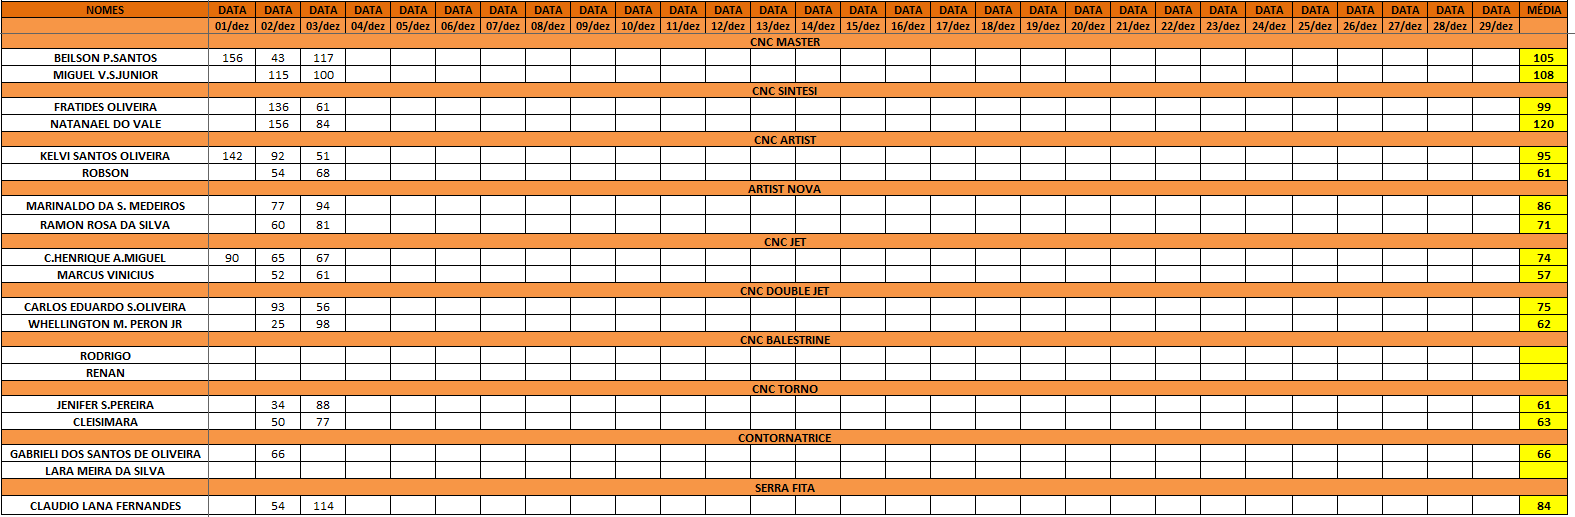 NOMES DATA DATA DATA DATA DATA DATA DATA DATA DATA DATA DATA DATA DATA DATA DATA DATA DATA DATA DATA DATA DATA DATA DATA DATA DATA DATA DATA DATA DATA MÉDIA
01/dez 02/dez 03/dez 04/dez 05/dez 06/dez 07/dez 08/dez 09/dez 10/dez 11/dez 12/dez 13/dez 14/dez 15/dez 16/dez 17/dez 18/dez 19/dez 20/dez 21/dez 22/dez 23/dez 24/dez 25/dez 26/dez 27/dez 28/dez 29/dez
CNC MASTER
BEILSON P.SANTOS 156 43 117 105
MIGUEL V.S.JUNIOR 115 100 108
CNC SINTESI
FRATIDES OLIVEIRA 136 61 99
NATANAEL DO VALE 156 84 120
CNC ARTIST
KELVI SANTOS OLIVEIRA 142 92 51 95
ROBSON 54 68 61
ARTIST NOVA
MARINALDO DA S. MEDEIROS 77 94 86
RAMON ROSA DA SILVA 60 81 71
CNC JET
C.HENRIQUE A.MIGUEL 90 65 67 74
MARCUS VINICIUS 52 61 57
CNC DOUBLE JET
CARLOS EDUARDO S.OLIVEIRA 93 56 75
WHELLINGTON M. PERON JR 25 98 62
CNC BALESTRINE
RODRIGO
RENAN
CNC TORNO
JENIFER S.PEREIRA 34 88 61
CLEISIMARA 50 77 63
CONTORNATRICE
GABRIELI DOS SANTOS DE OLIVEIRA 66 66
LARA MEIRA DA SILVA
SERRA FITA
CLAUDIO LANA FERNANDES 54 114 84